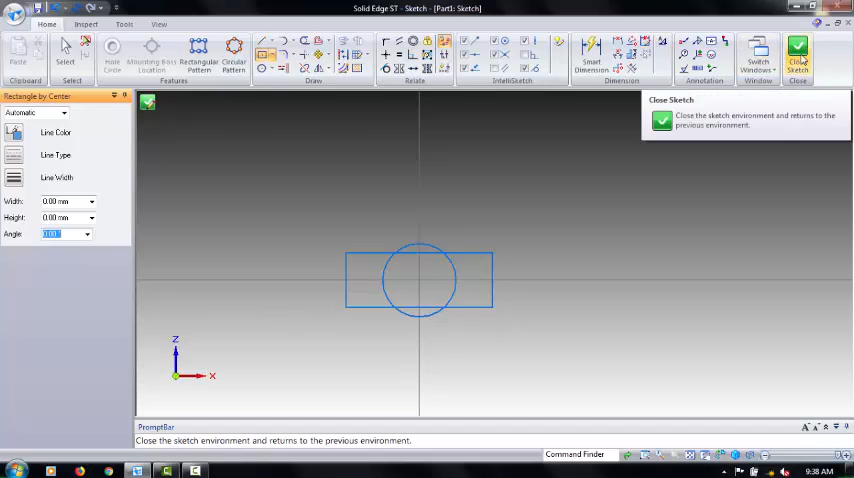 Solid Edge ST - Sketch - [Part1: Sketch]
Home Inspect Tools View
Paste
Select
Hole Circle
Mounting Boss Location
Rectangular Pattern
Circular Pattern
Smart Dimension
Switch Windows
Close Sketch
Clipboard Select Features Draw Relate IntelliSketch Dimension Annotation Window Close
Rectangle by Center
Automatic
Line Color
Line Type
Line Width
Width: 0.00 mm
Height: 0.00 mm
Angle: 0.00 °
Close Sketch
Close the sketch environment and returns to the
previous environment.
Z
X
PromptBar
Close the sketch environment and returns to the previous environment.
Command Finder
9:38 AM